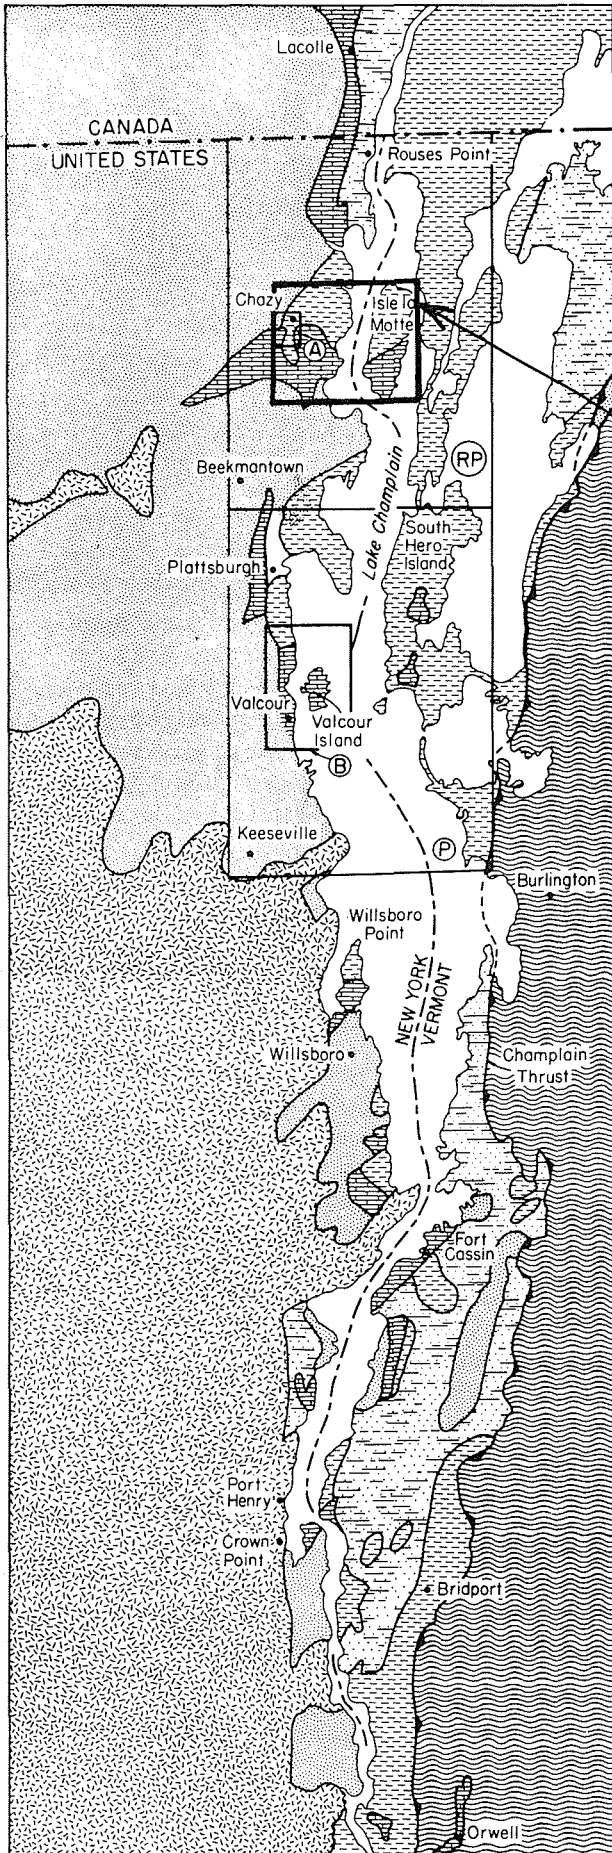 Lacolle
CANADA
UNITED STATES
Rouses Point
Chazy
Isle la
Motte
A
Beekmantown
RP
Lake Champlain
South
Hero
Island
Plattsburgh
Valcour
Valcour
Island
B
Keeseville
P
Burlington
Willsboro
Point
NEW YORK
VERMONT
Willsboro
Champlain
Thrust
Fort
Cassin
Port
Henry
Crown
Point
Bridport
Orwell